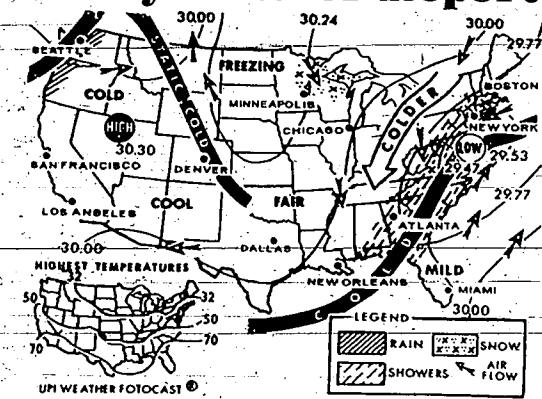 30.00
30.24
30.00
29.77
SEATTLE
STATIC COLD
FREEZING
BOSTON
COLD
MINNEAPOLIS
COLDER
NEW YORK
HIGH
CHICAGO
LOW
30.30
29.47
29.53
SAN FRANCISCO
DENVER
29.77
LOS ANGELES
COOL
FAIR
ATLANTA
30.00
DALLAS
COLD
HIGHEST TEMPERATURES
NEW ORLEANS
MILD
MIAMI
32
32
30.00
50
50
70
70
LEGEND
RAIN
SNOW
SHOWERS
AIR FLOW
UPI WEATHER FOTOCAST ®